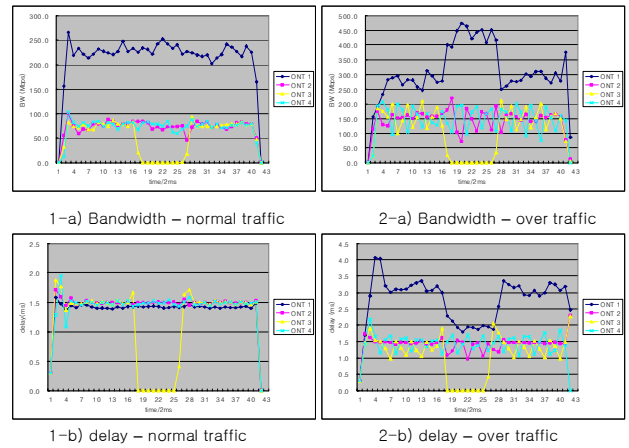 300.0
250.0
200.0
150.0
100.0
50.0
0.0
BW (Mbps)
1 4 7 10 13 16 19 22 25 28 31 34 37 40 43
time/2ms
ONT 1
ONT 2
ONT 3
ONT 4
1-a) Bandwidth – normal traffic
500.0
450.0
400.0
350.0
300.0
250.0
200.0
150.0
100.0
50.0
0.0
BW (Mbps)
1 4 7 10 13 16 19 22 25 28 31 34 37 40 43
time/2ms
ONT 1
ONT 2
ONT 3
ONT 4
2-a) Bandwidth – over traffic
2.5
2.0
1.5
1.0
0.5
0.0
delay(ms)
1 4 7 10 13 16 19 22 25 28 31 34 37 40 43
time/2ms
ONT 1
ONT 2
ONT 3
ONT 4
1-b) delay – normal traffic
4.5
4.0
3.5
3.0
2.5
2.0
1.5
1.0
0.5
0.0
delay(ms)
1 4 7 10 13 16 19 22 25 28 31 34 37 40 43
time/2ms
ONT 1
ONT 2
ONT 3
ONT 4
2-b) delay – over traffic